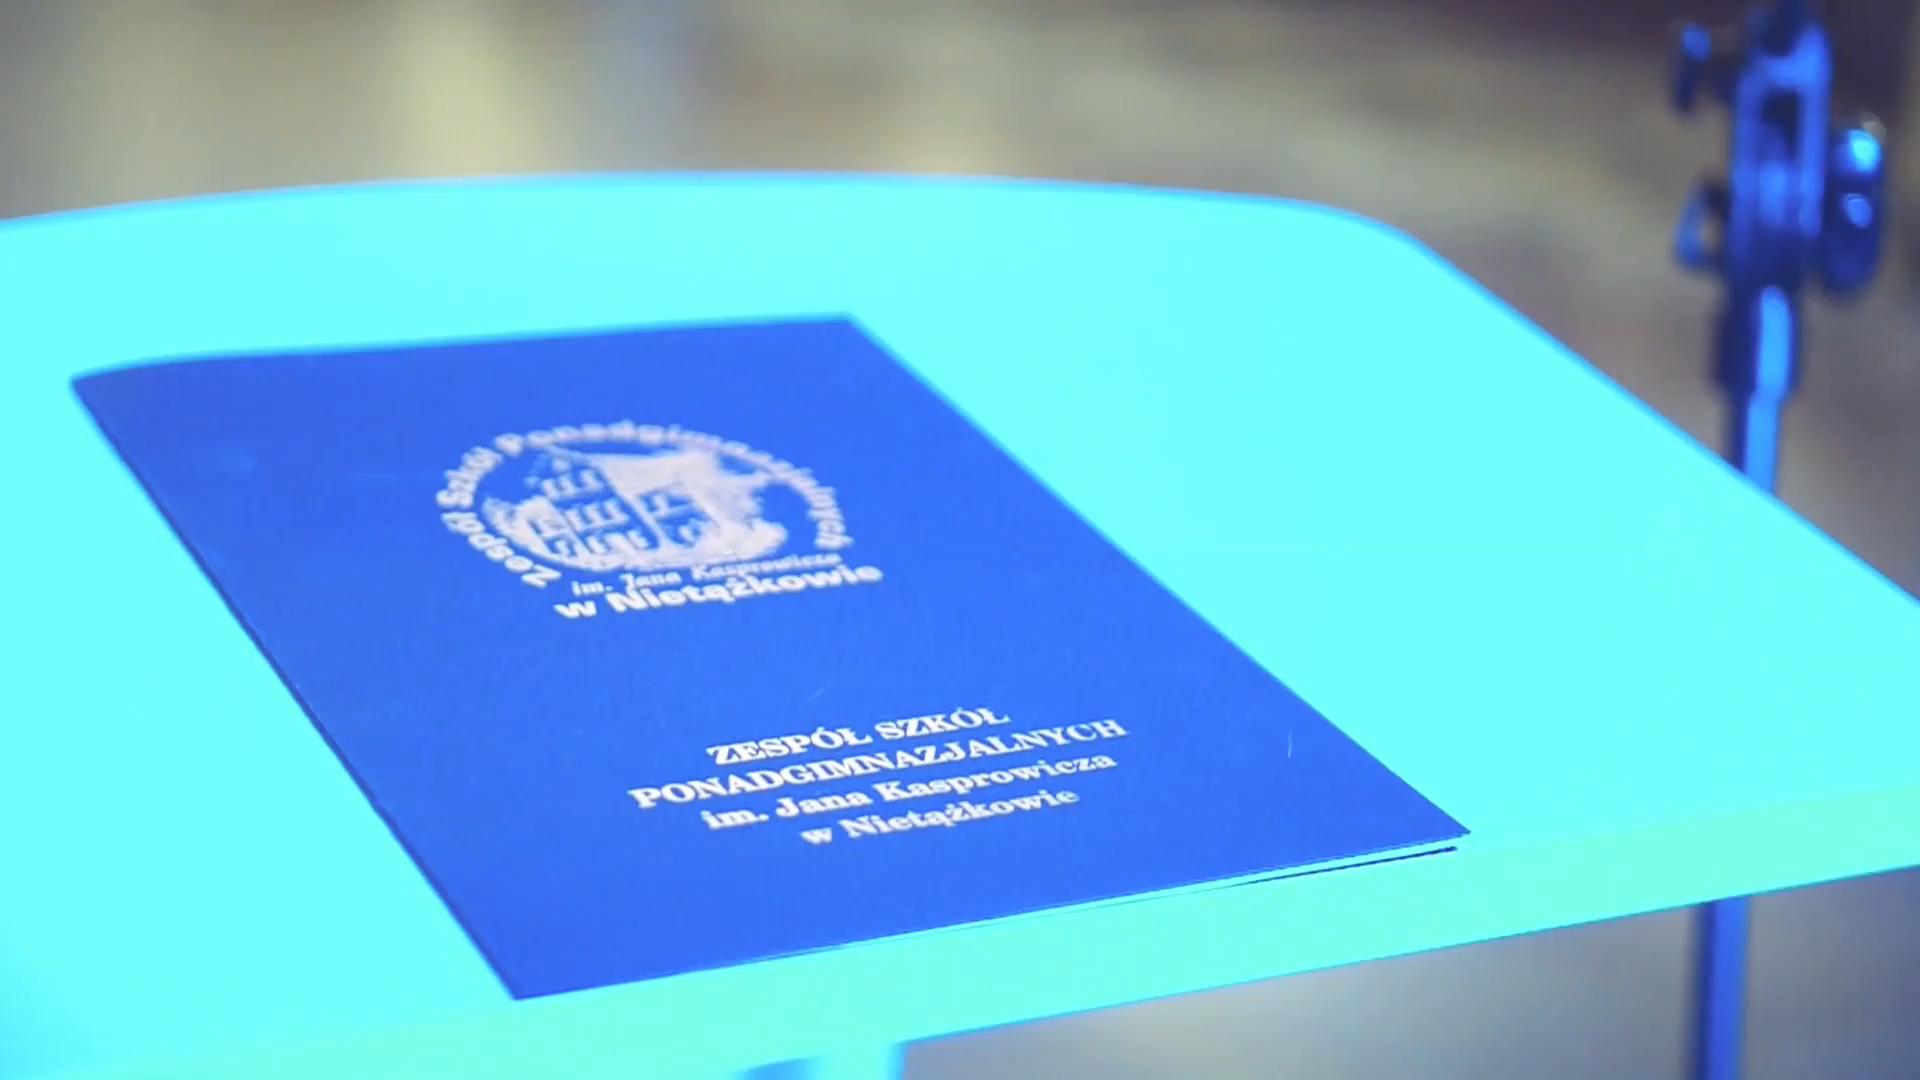 Zespół Szkół Ponadgimnazjalnych
im. Jana Kasprowicza
w Nietążkowie
ZESPÓŁ SZKÓŁ
PONADGIMNAZJALNYCH
im. Jana Kasprowicza
w Nietążkowie